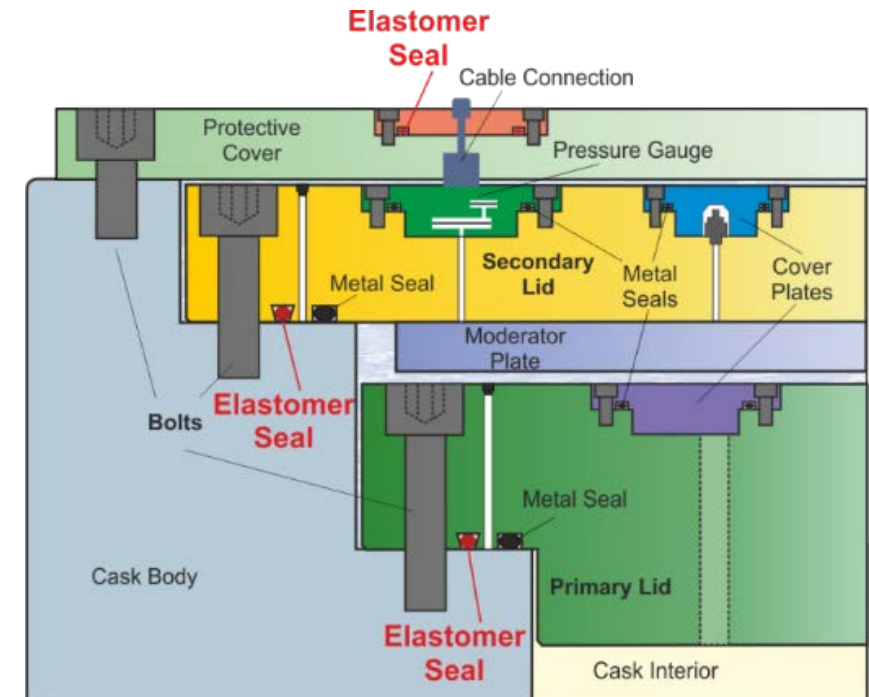 Elastomer
Seal
Cable Connection
Protective
Cover
Pressure Gauge
Metal Seal
Secondary
Lid
Metal
Seals
Cover
Plates
Moderator
Plate
Elastomer
Seal
Bolts
Metal Seal
Cask Body
Primary Lid
Elastomer
Seal
Cask Interior